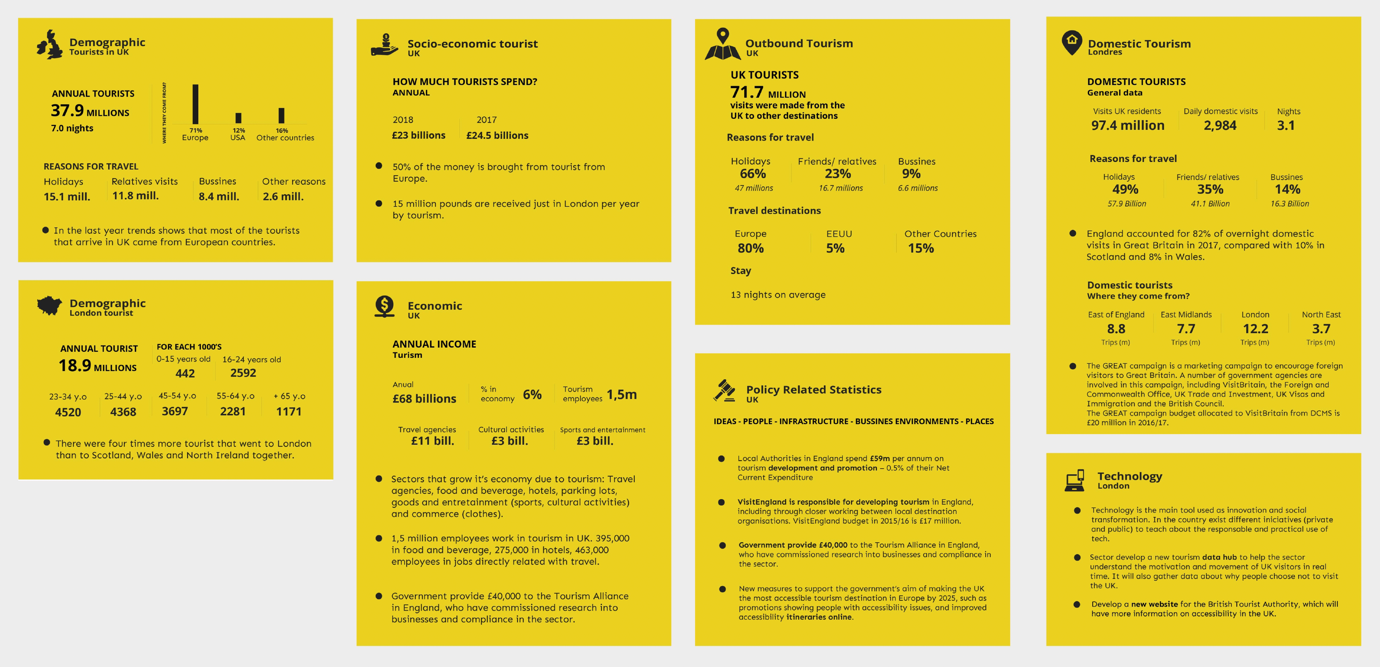 Demographic
Tourists in UK
ANNUAL TOURISTS
37.9 MILLIONS
7.0 nights
WHERE THEY COME FROM?
71% 12% 16%
Europe USA Other countries
REASONS FOR TRAVEL
Holidays Relatives visits Bussines Other reasons
15.1 mill. 11.8 mill. 8.4 mill. 2.6 mill.
● In the last year trends shows that most of the tourists
that arrive in UK came from European countries.
Demographic
London tourist
ANNUAL TOURIST
18.9 MILLIONS
FOR EACH 1000'S
0-15 years old 16-24 years old
442 2592
23-34 y.o 25-44 y.o 45-54 y.o 55-64 y.o + 65 y.o
4520 4368 3697 2281 1171
● There were four times more tourist that went to London
than to Scotland, Wales and North Ireland together.
Socio-economic tourist
UK
HOW MUCH TOURISTS SPEND?
ANNUAL
2018 2017
£23 billions £24.5 billions
● 50% of the money is brought from tourist from
Europe.
● 15 million pounds are received just in London per year
by tourism.
Economic
UK
ANNUAL INCOME
Turism
Anual
£68 billions
% in
economy 6%
Tourism
employees 1,5m
Travel agencies Cultural activities Sports and entertainment
£11 bill. £3 bill. £3 bill.
● Sectors that grow it's economy due to tourism: Travel
agencies, food and beverage, hotels, parking lots,
goods and entretainment (sports, cultural activities)
and commerce (clothes).
● 1,5 million employees work in tourism in UK. 395,000
in food and beverage, 275,000 in hotels, 463,000
employees in jobs directly related with travel.
● Government provide £40,000 to the Tourism Alliance
in England, who have commissioned research into
businesses and compliance in the sector.
Outbound Tourism
UK
UK TOURISTS
71.7 MILLION
visits were made from the
UK to other destinations
Reasons for travel
Holidays Friends/ relatives Bussines
66% 23% 9%
47 millions 16.7 millions 6.6 millions
Travel destinations
Europe EEUU Other Countries
80% 5% 15%
Stay
13 nights on average
Policy Related Statistics
UK
IDEAS - PEOPLE - INFRASTRUCTURE - BUSSINES ENVIRONMENTS - PLACES
● Local Authorities in England spend £59m per annum on
tourism development and promotion – 0.5% of their Net
Current Expenditure
● VisitEngland is responsible for developing tourism in England,
including through closer working between local destination
organisations. VisitEngland budget in 2015/16 is £17 million.
● Government provide £40,000 to the Tourism Alliance in England,
who have commissioned research into businesses and compliance in
the sector.
● New measures to support the government's aim of making the UK
the most accessible tourism destination in Europe by 2025, such as
promotions showing people with accessibility issues, and improved
accessibility itineraries online.
Domestic Tourism
Londres
DOMESTIC TOURISTS
General data
Visits UK residents Daily domestic visits Nights
97.4 million 2,984 3.1
Reasons for travel
Holidays Friends/ relatives Bussines
49% 35% 14%
57.9 Billion 41.1 Billion 16.3 Billion
● England accounted for 82% of overnight domestic
visits in Great Britain in 2017, compared with 10% in
Scotland and 8% in Wales.
Domestic tourists
Where they come from?
East of England East Midlands London North East
8.8 7.7 12.2 3.7
Trips (m) Trips (m) Trips (m) Trips (m)
● The GREAT campaign is a marketing campaign to encourage foreign
visitors to Great Britain. A number of government agencies are
involved in this campaign, including VisitBritain, the Foreign and
Commonwealth Office, UK Trade and Investment, UK Visas and
Immigration and the British Council.
The GREAT campaign budget allocated to VisitBritain from DCMS is
£20 million in 2016/17.
Technology
London
● Technology is the main tool used as innovation and social
transformation. In the country exist different iniciatives (private
and public) to teach about the responsible and practical use of
tech.
● Sector develop a new tourism data hub to help the sector
understand the motivation and movement of UK visitors in real
time. It will also gather data about why people choose not to visit
the UK.
● Develop a new website for the British Tourist Authority, which will
have more information on accessibility in the UK.